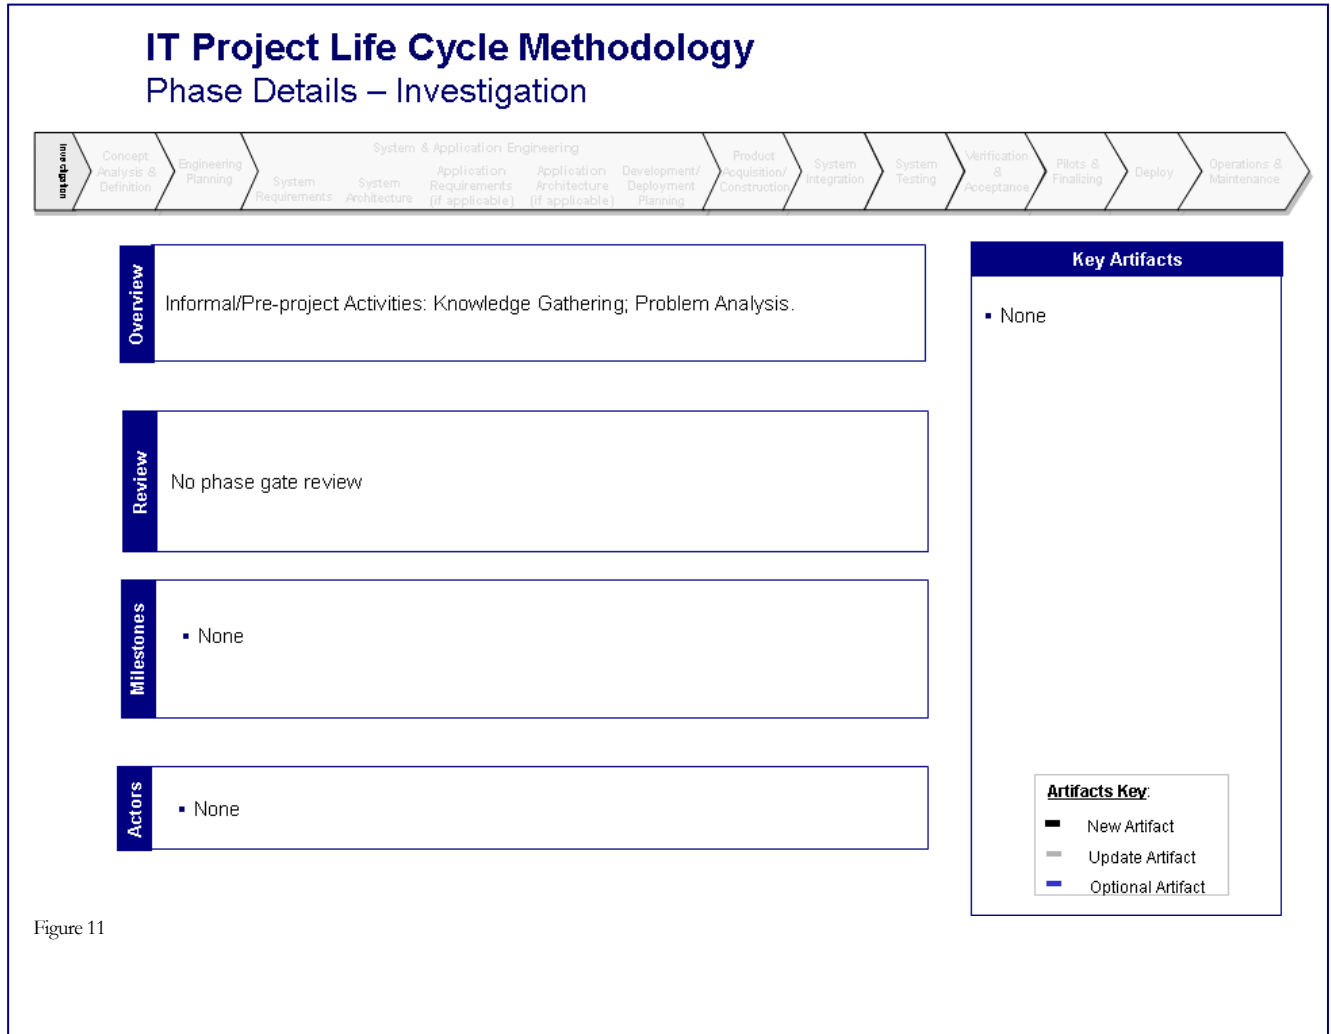 IT Project Life Cycle Methodology
Phase Details – Investigation
Investigation
Concept
Analysis &
Definition
Engineering
Planning
System & Application Engineering
System
Requirements
System
Architecture
Application
Requirements
(if applicable)
Application
Architecture
(if applicable)
Development/
Deployment
Planning
Product
Acquisition/
Construction
System
Integration
System
Testing
Verification
&
Acceptance
Pilots &
Finalizing
Deploy
Operations &
Maintenance
Overview
Informal/Pre-project Activities: Knowledge Gathering; Problem Analysis.
Review
No phase gate review
Milestones
▪ None
Actors
▪ None
Key Artifacts
▪ None
Artifacts Key:
New Artifact
Update Artifact
Optional Artifact
Figure 11